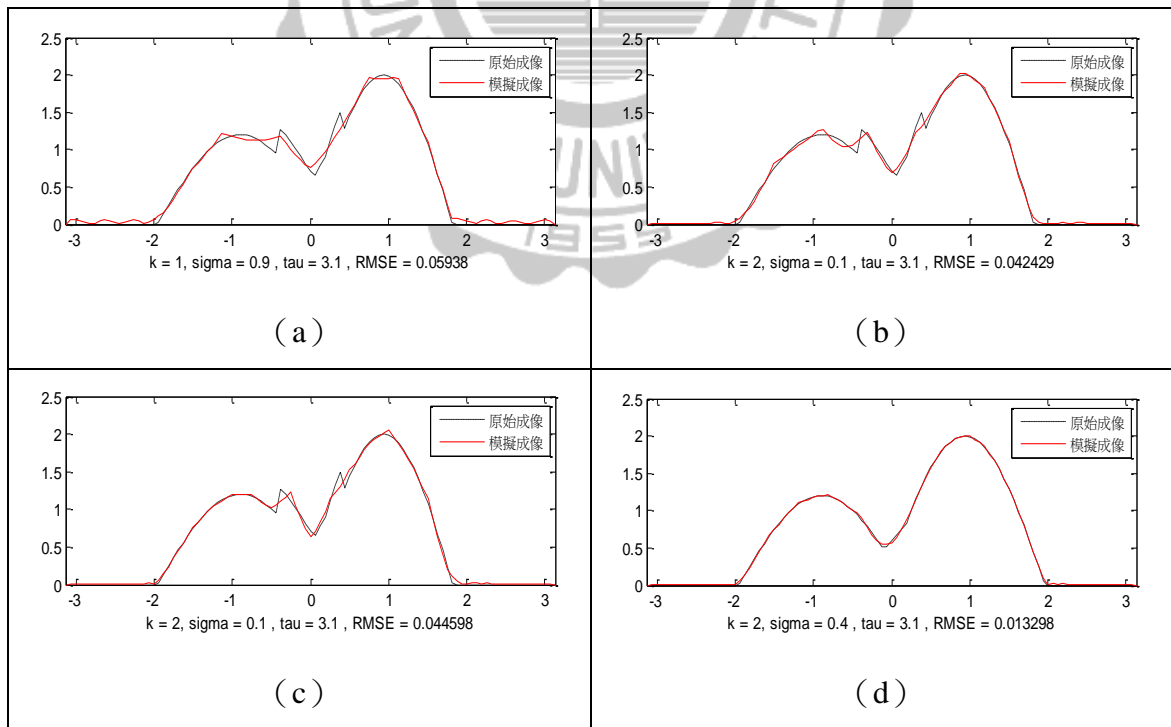 2.5
2
1.5
1
0.5
0
-3 -2 -1 0 1 2 3
原始成像
模擬成像
k = 1, sigma = 0.9 , tau = 3.1 , RMSE = 0.05938
（a）
2.5
2
1.5
1
0.5
0
-3 -2 -1 0 1 2 3
原始成像
模擬成像
k = 2, sigma = 0.1 , tau = 3.1 , RMSE = 0.042429
（b）
2.5
2
1.5
1
0.5
0
-3 -2 -1 0 1 2 3
原始成像
模擬成像
k = 2, sigma = 0.1 , tau = 3.1 , RMSE = 0.044598
（c）
2.5
2
1.5
1
0.5
0
-3 -2 -1 0 1 2 3
原始成像
模擬成像
k = 2, sigma = 0.4 , tau = 3.1 , RMSE = 0.013298
（d）
UNI
1955